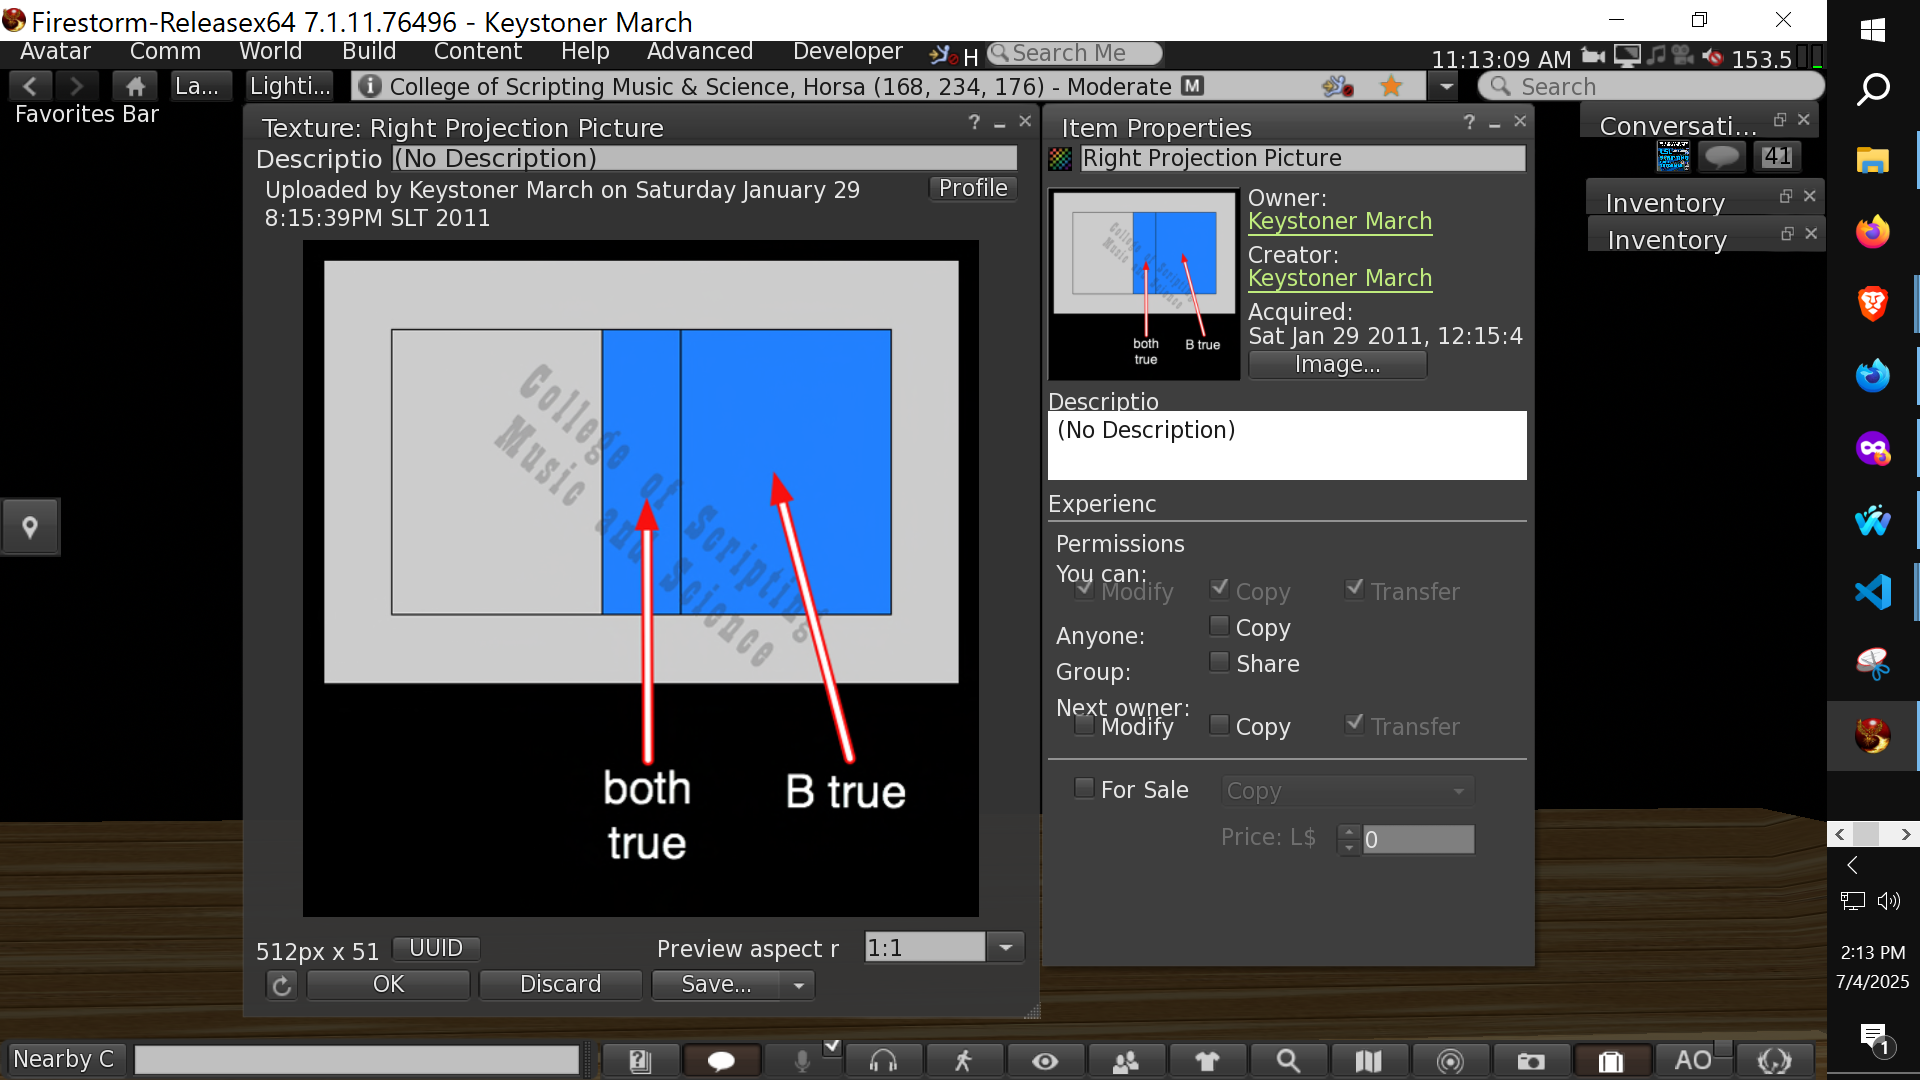 Firestorm-Releasex64 7.1.11.76496 - Keystoner March
Avatar Comm World Build Content Help Advanced Developer H Search Me 11:13:09 AM 153.5
La... Lighti... College of Scripting Music & Science, Horsa (168, 234, 176) - Moderate M Search
Favorites Bar
Texture: Right Projection Picture
Descriptio (No Description)
Uploaded by Keystoner March on Saturday January 29
8:15:39PM SLT 2011
Profile
College of Scripting
Music and Science
both
true
B true
512px x 51 UUID Preview aspect r 1:1
OK Discard Save...
Item Properties
Right Projection Picture
College of Scripting
Music and Science
both
true
B true
Owner:
Keystoner March
Creator:
Keystoner March
Acquired:
Sat Jan 29 2011, 12:15:4
Image...
Descriptio
(No Description)
Experienc
Permissions
You can:
Modify Copy Transfer
Anyone: Copy
Group: Share
Next owner:
Modify Copy Transfer
For Sale Copy
Price: L$ 0
Conversati...
41
Inventory
Inventory
Nearby C
AO
2:13 PM
7/4/2025
1